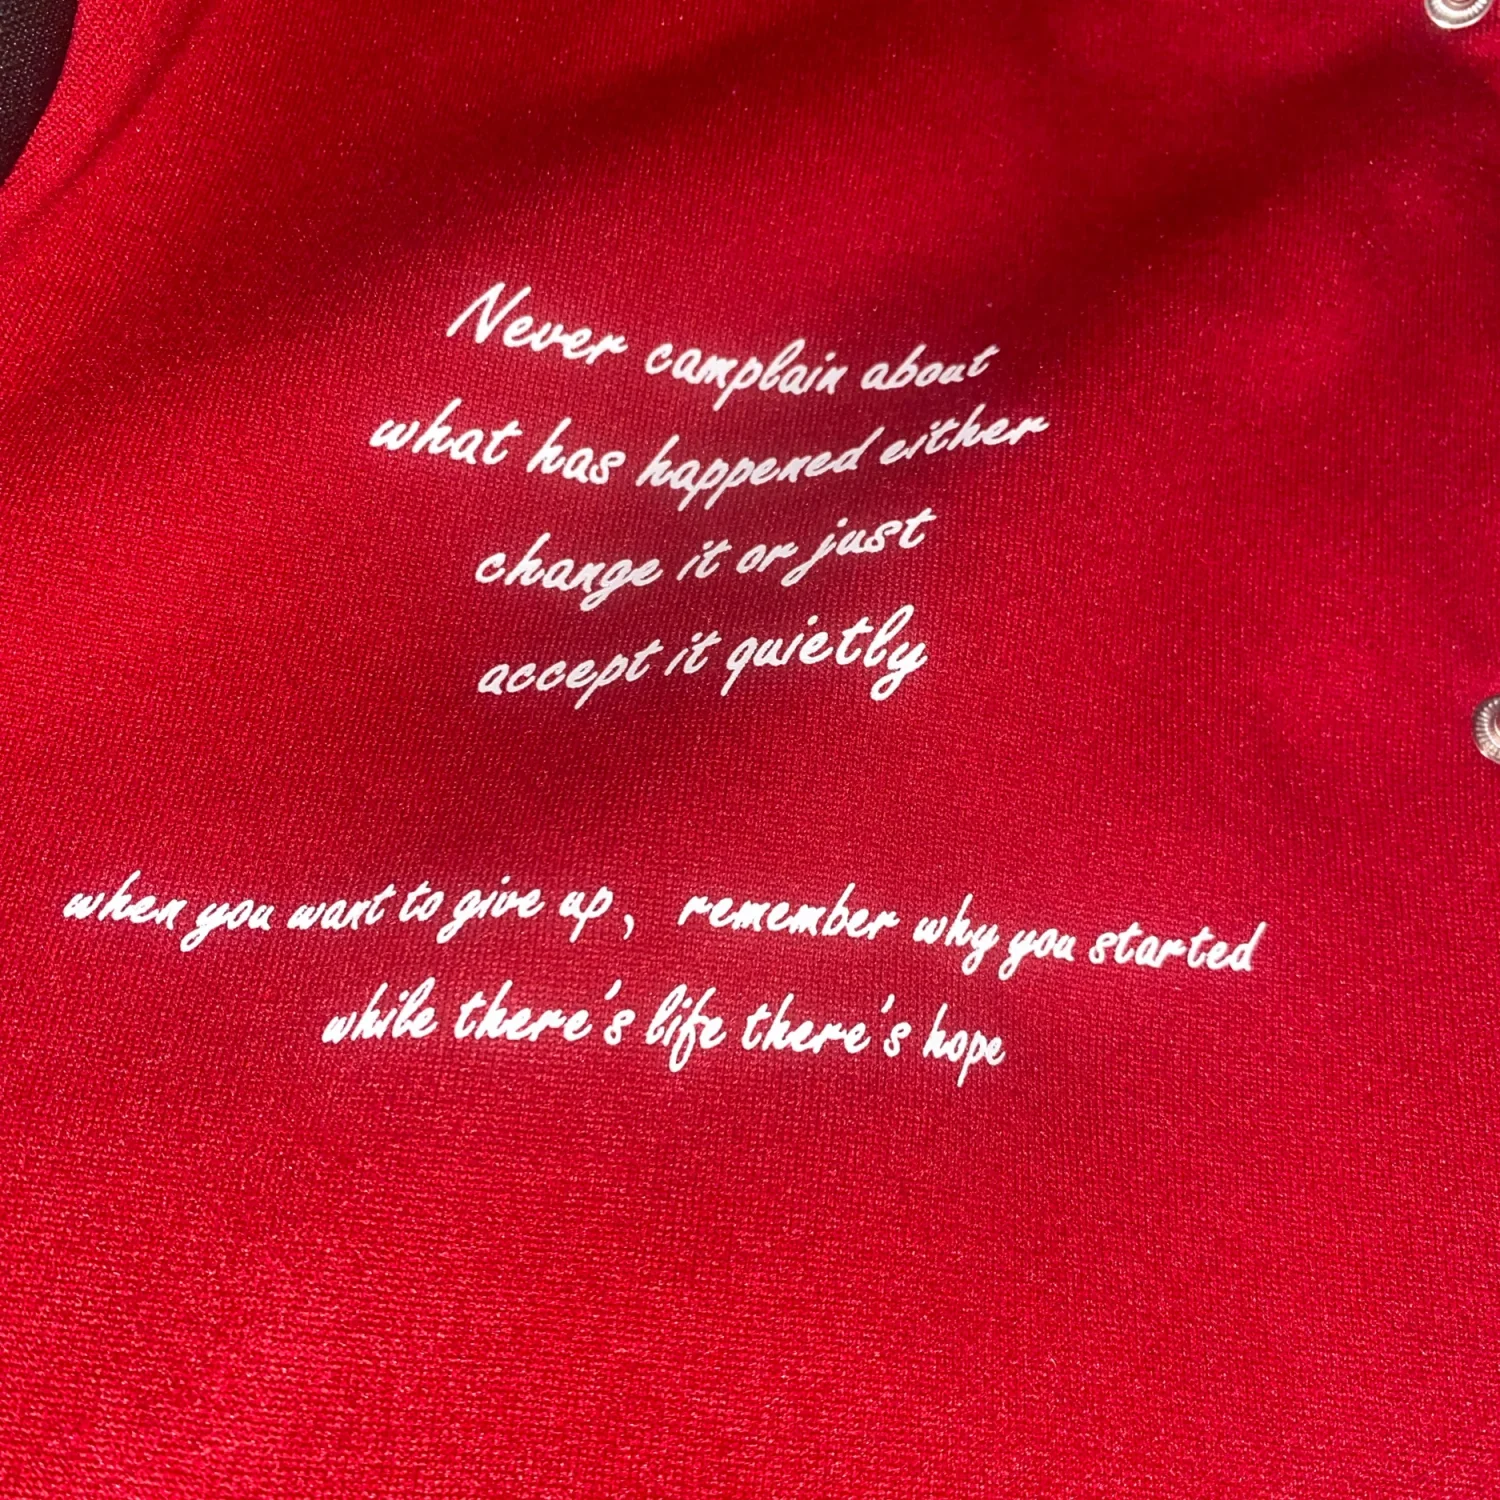 Never camplain about
what has happened either
change it or just
accept it quietly
when you want to give up, remember why you started
while there's life there's hope